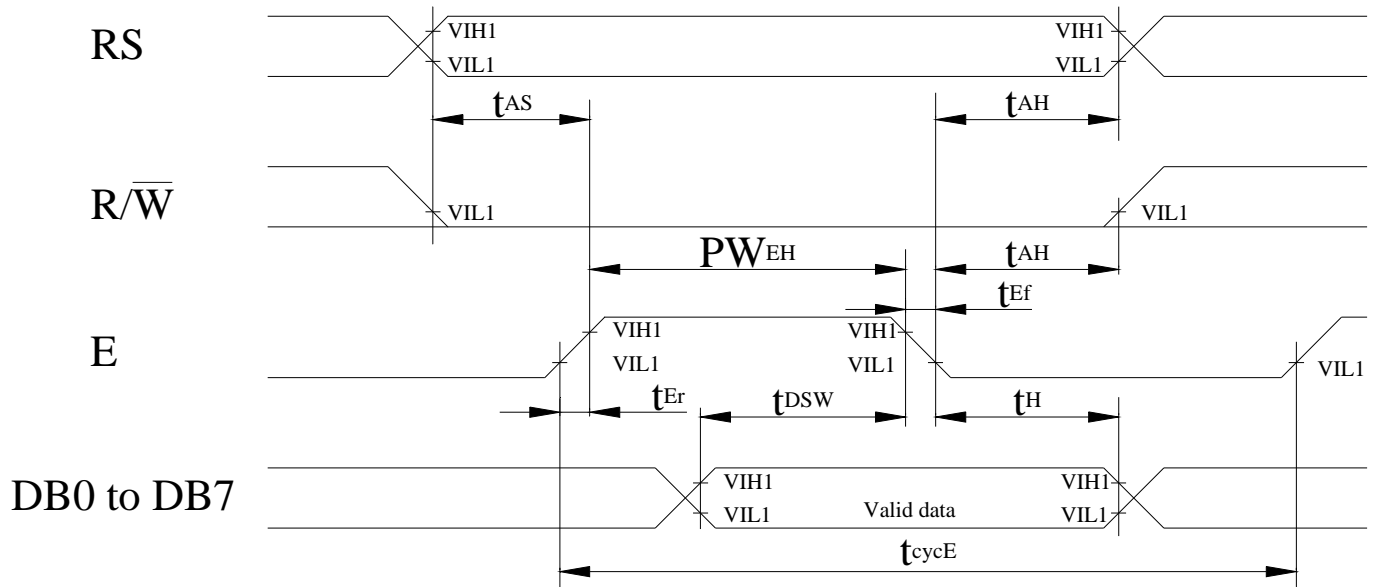 RS
VIH1
VIL1
VIH1
VIL1
tAS
tAH
R/W̅
VIL1
VIL1
PWEH
tAH
tEf
E
VIH1
VIL1
VIH1
VIL1
VIL1
tEr
tDSW
tH
DB0 to DB7
VIH1
VIL1
Valid data
VIH1
VIL1
tcycE